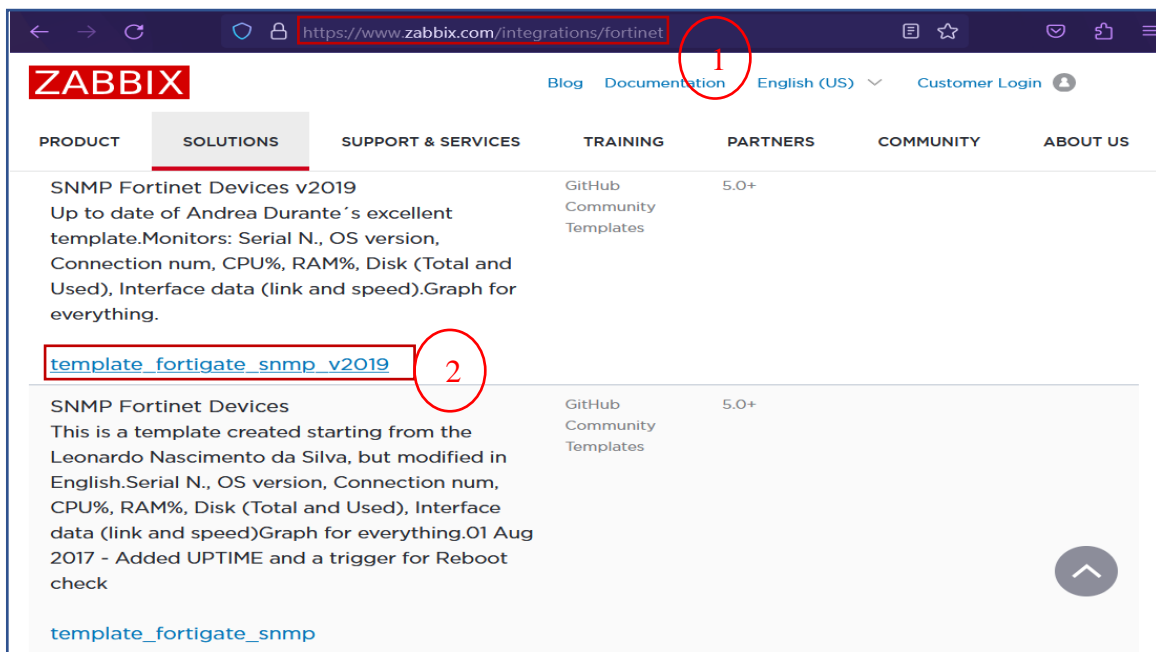 https://www.zabbix.com/integrations/fortinet
1
ZABBIX
Blog Documentation English (US) Customer Login
PRODUCT SOLUTIONS SUPPORT & SERVICES TRAINING PARTNERS COMMUNITY ABOUT US
SNMP Fortinet Devices v2019
Up to date of Andrea Durante´s excellent
template.Monitors: Serial N., OS version,
Connection num, CPU%, RAM%, Disk (Total and
Used), Interface data (link and speed).Graph for
everything.
GitHub
Community
Templates
5.0+
template_fortigate_snmp_v2019
2
SNMP Fortinet Devices
This is a template created starting from the
Leonardo Nascimento da Silva, but modified in
English.Serial N., OS version, Connection num,
CPU%, RAM%, Disk (Total and Used), Interface
data (link and speed)Graph for everything.01 Aug
2017 - Added UPTIME and a trigger for Reboot
check
GitHub
Community
Templates
5.0+
template_fortigate_snmp